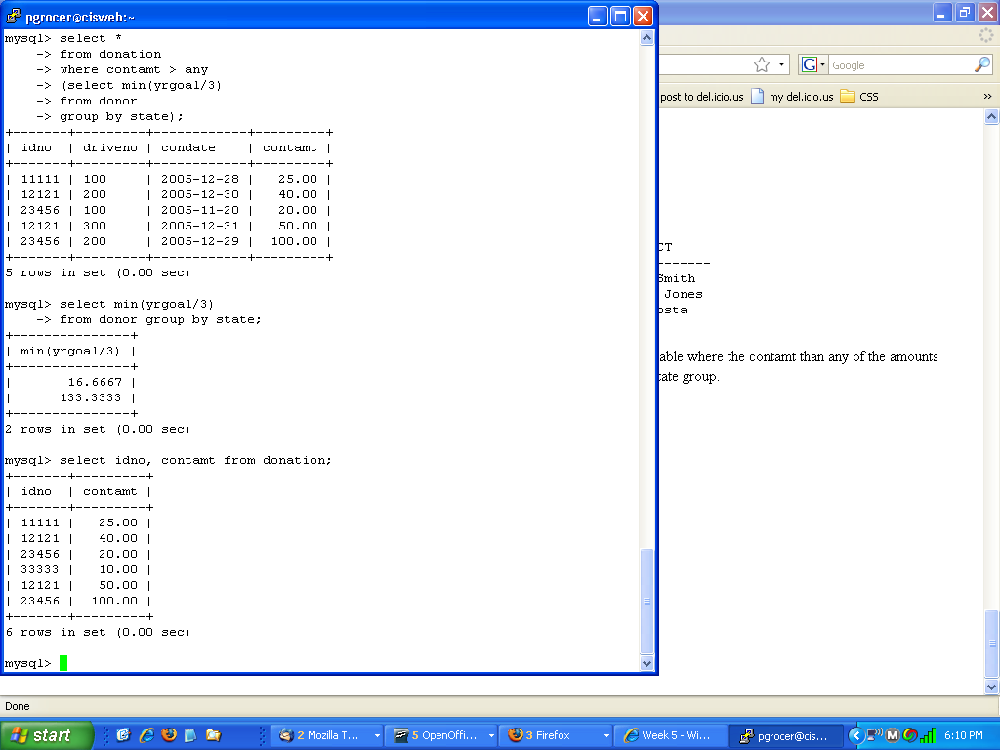 pgrocer@cisweb:~
mysql> select *
    -> from donation
    -> where contamt > any
    -> (select min(yrgoal/3)
    -> from donor
    -> group by state);
+-------+---------+------------+---------+
| idno  | driveno | condate    | contamt |
+-------+---------+------------+---------+
| 11111 | 100     | 2005-12-28 |   25.00 |
| 12121 | 200     | 2005-12-30 |   40.00 |
| 23456 | 100     | 2005-11-20 |   20.00 |
| 12121 | 300     | 2005-12-31 |   50.00 |
| 23456 | 200     | 2005-12-29 |  100.00 |
+-------+---------+------------+---------+
5 rows in set (0.00 sec)
mysql> select min(yrgoal/3)
    -> from donor group by state;
+---------------+
| min(yrgoal/3) |
+---------------+
|       16.6667 |
|      133.3333 |
+---------------+
2 rows in set (0.00 sec)
mysql> select idno, contamt from donation;
+-------+---------+
| idno  | contamt |
+-------+---------+
| 11111 |   25.00 |
| 12121 |   40.00 |
| 23456 |   20.00 |
| 33333 |   10.00 |
| 12121 |   50.00 |
| 23456 |  100.00 |
+-------+---------+
6 rows in set (0.00 sec)
mysql>
G Google
post to del.icio.us my del.icio.us CSS »
CT
-------
Smith
Jones
osta
able where the contamt than any of the amounts
tate group.
Done
start 2 Mozilla T... 5 OpenOffi... 3 Firefox Week 5 - Wi... pgrocer@cis... M 6:10 PM